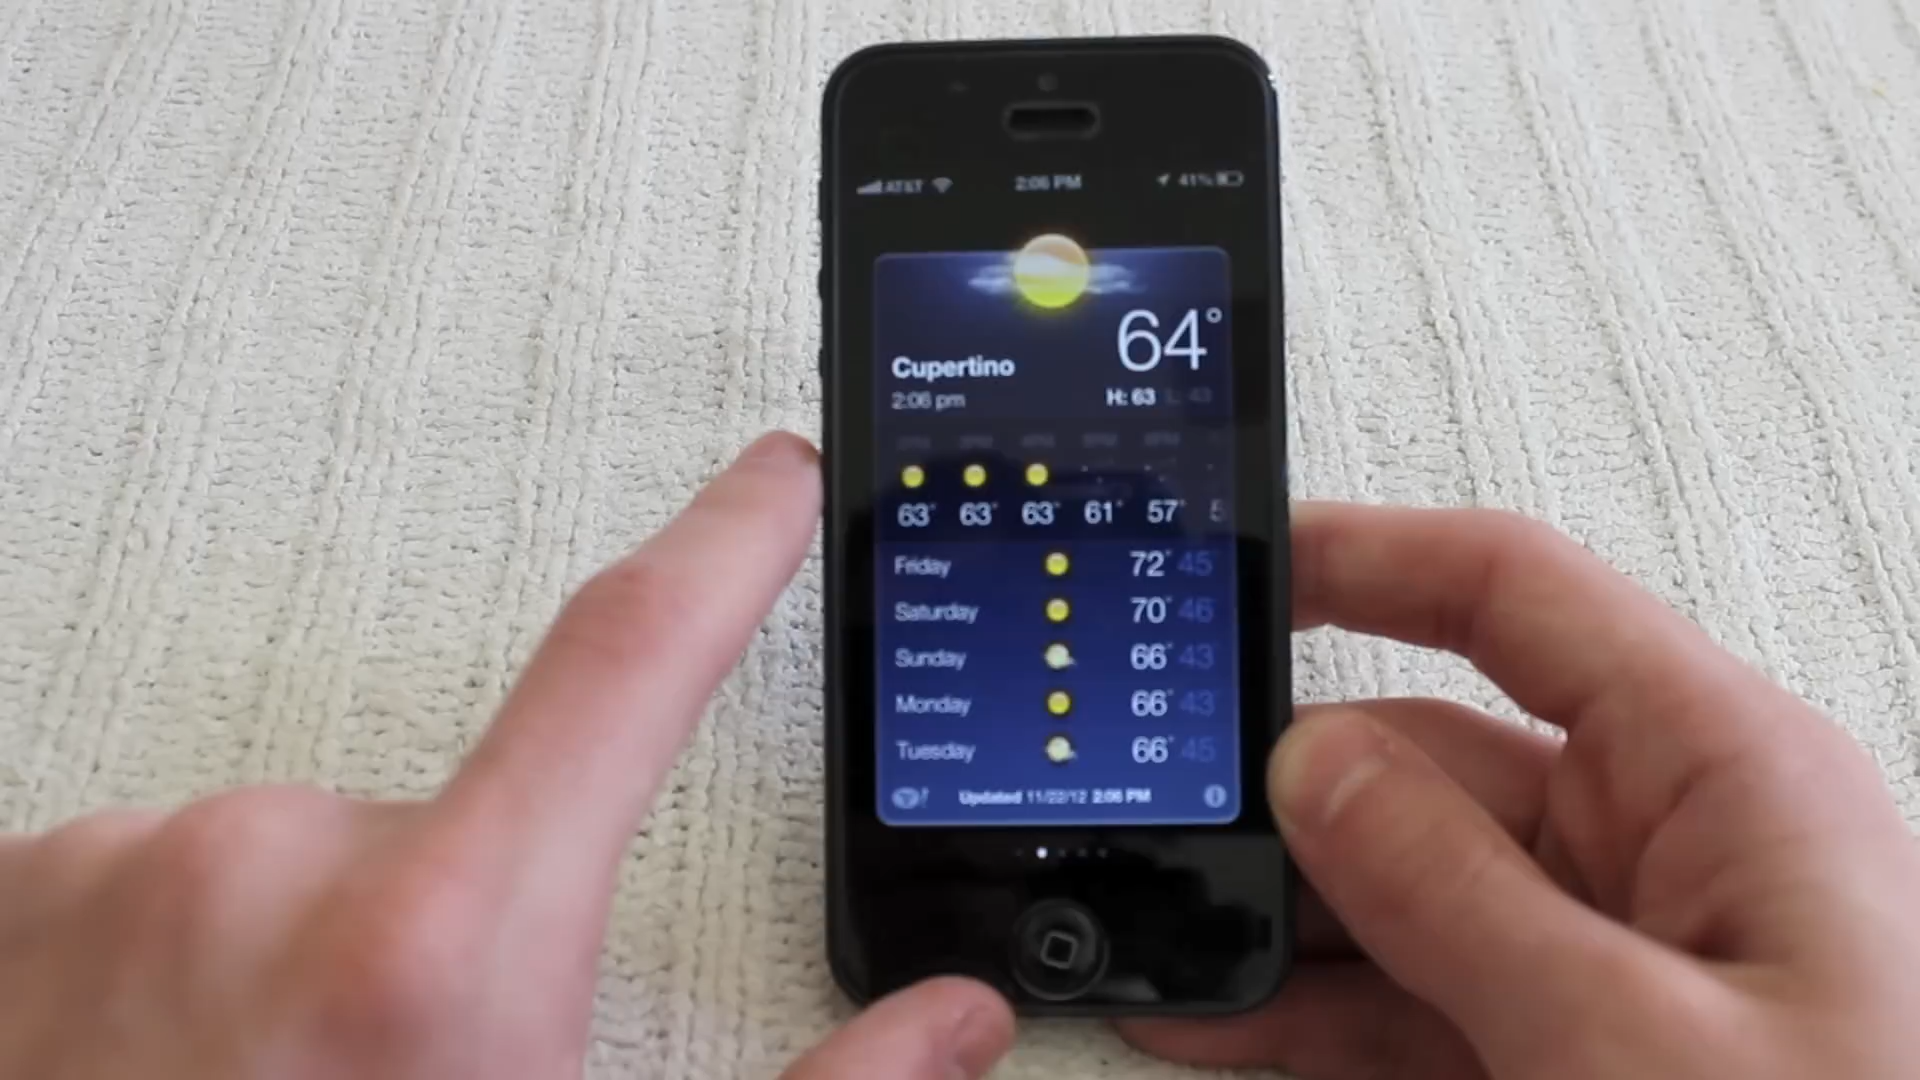 AT&T 2:06 PM 41%
64°
Cupertino
2:06 pm
H: 63 L: 43
63° 63° 63° 61° 57° 5
Friday 72° 45
Saturday 70° 46
Sunday 66° 43
Monday 66° 43
Tuesday 66° 45
Updated 11/22/12 2:06 PM